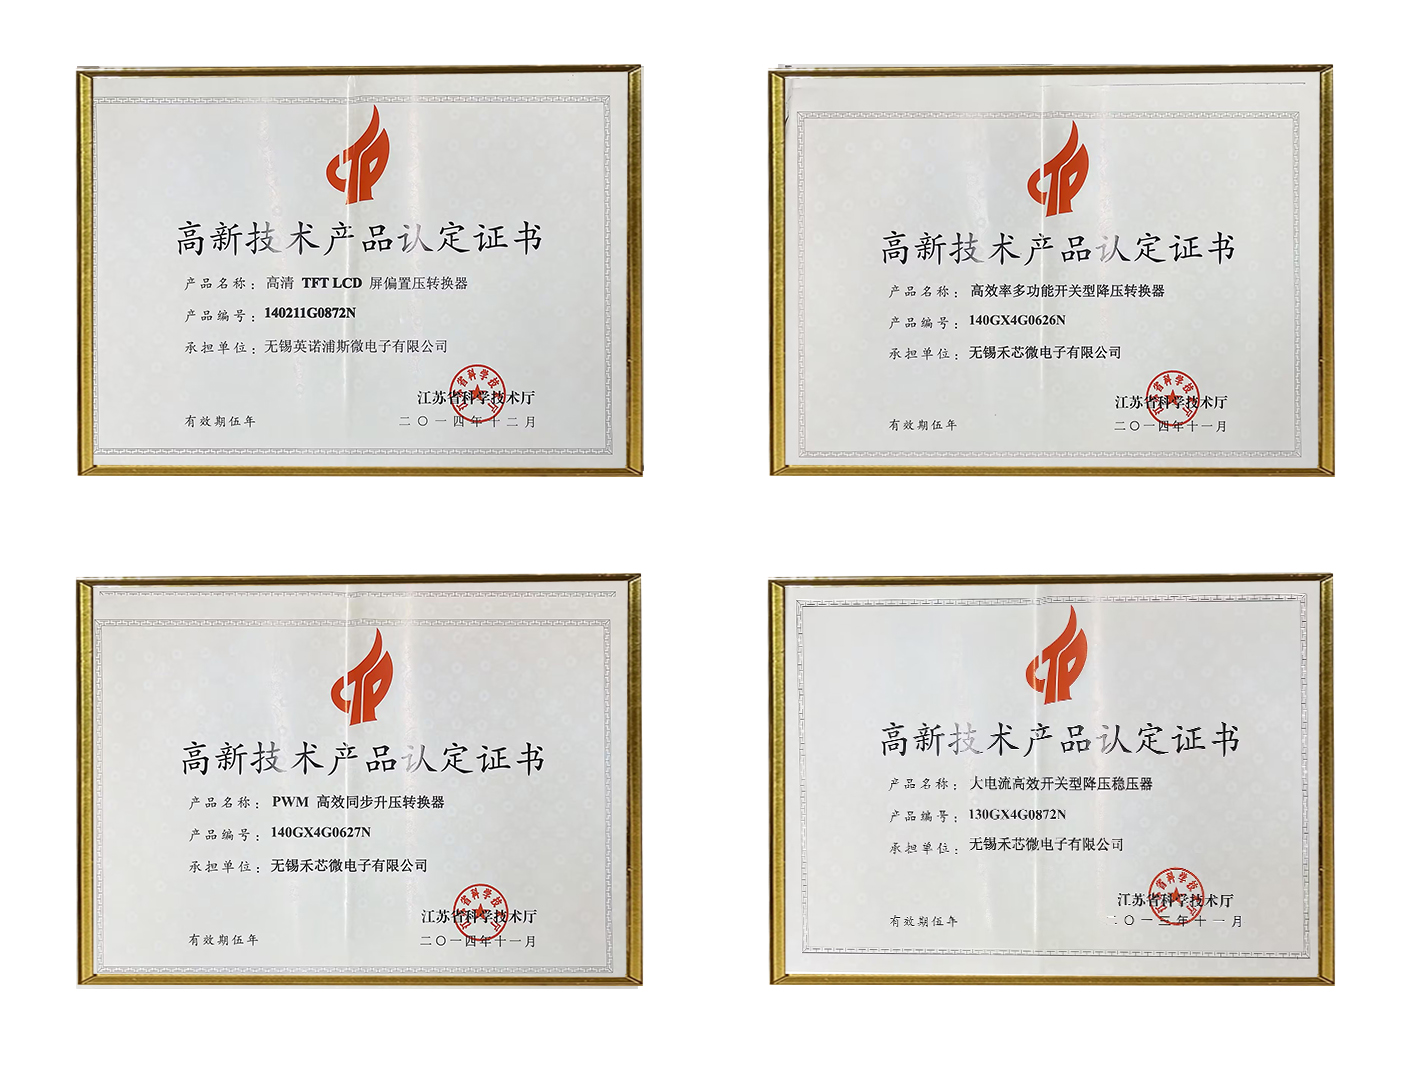 CTP
高新技术产品认定证书
产品名称：高清 TFT LCD 屏偏置压转换器
产品编号：140211G0872N
承担单位：无锡英诺浦斯微电子有限公司
江苏省科学技术厅
有效期伍年
二〇一四年十二月
CTP
高新技术产品认定证书
产品名称：高效率多功能开关型降压转换器
产品编号：140GX4G0626N
承担单位：无锡禾芯微电子有限公司
江苏省科学技术厅
有效期伍年
二〇一四年十一月
CTP
高新技术产品认定证书
产品名称：PWM 高效同步升压转换器
产品编号：140GX4G0627N
承担单位：无锡禾芯微电子有限公司
江苏省科学技术厅
有效期伍年
二〇一四年十一月
CTP
高新技术产品认定证书
产品名称：大电流高效开关型降压稳压器
产品编号：130GX4G0872N
承担单位：无锡禾芯微电子有限公司
江苏省科学技术厅
有效期伍年
二〇一三年十一月